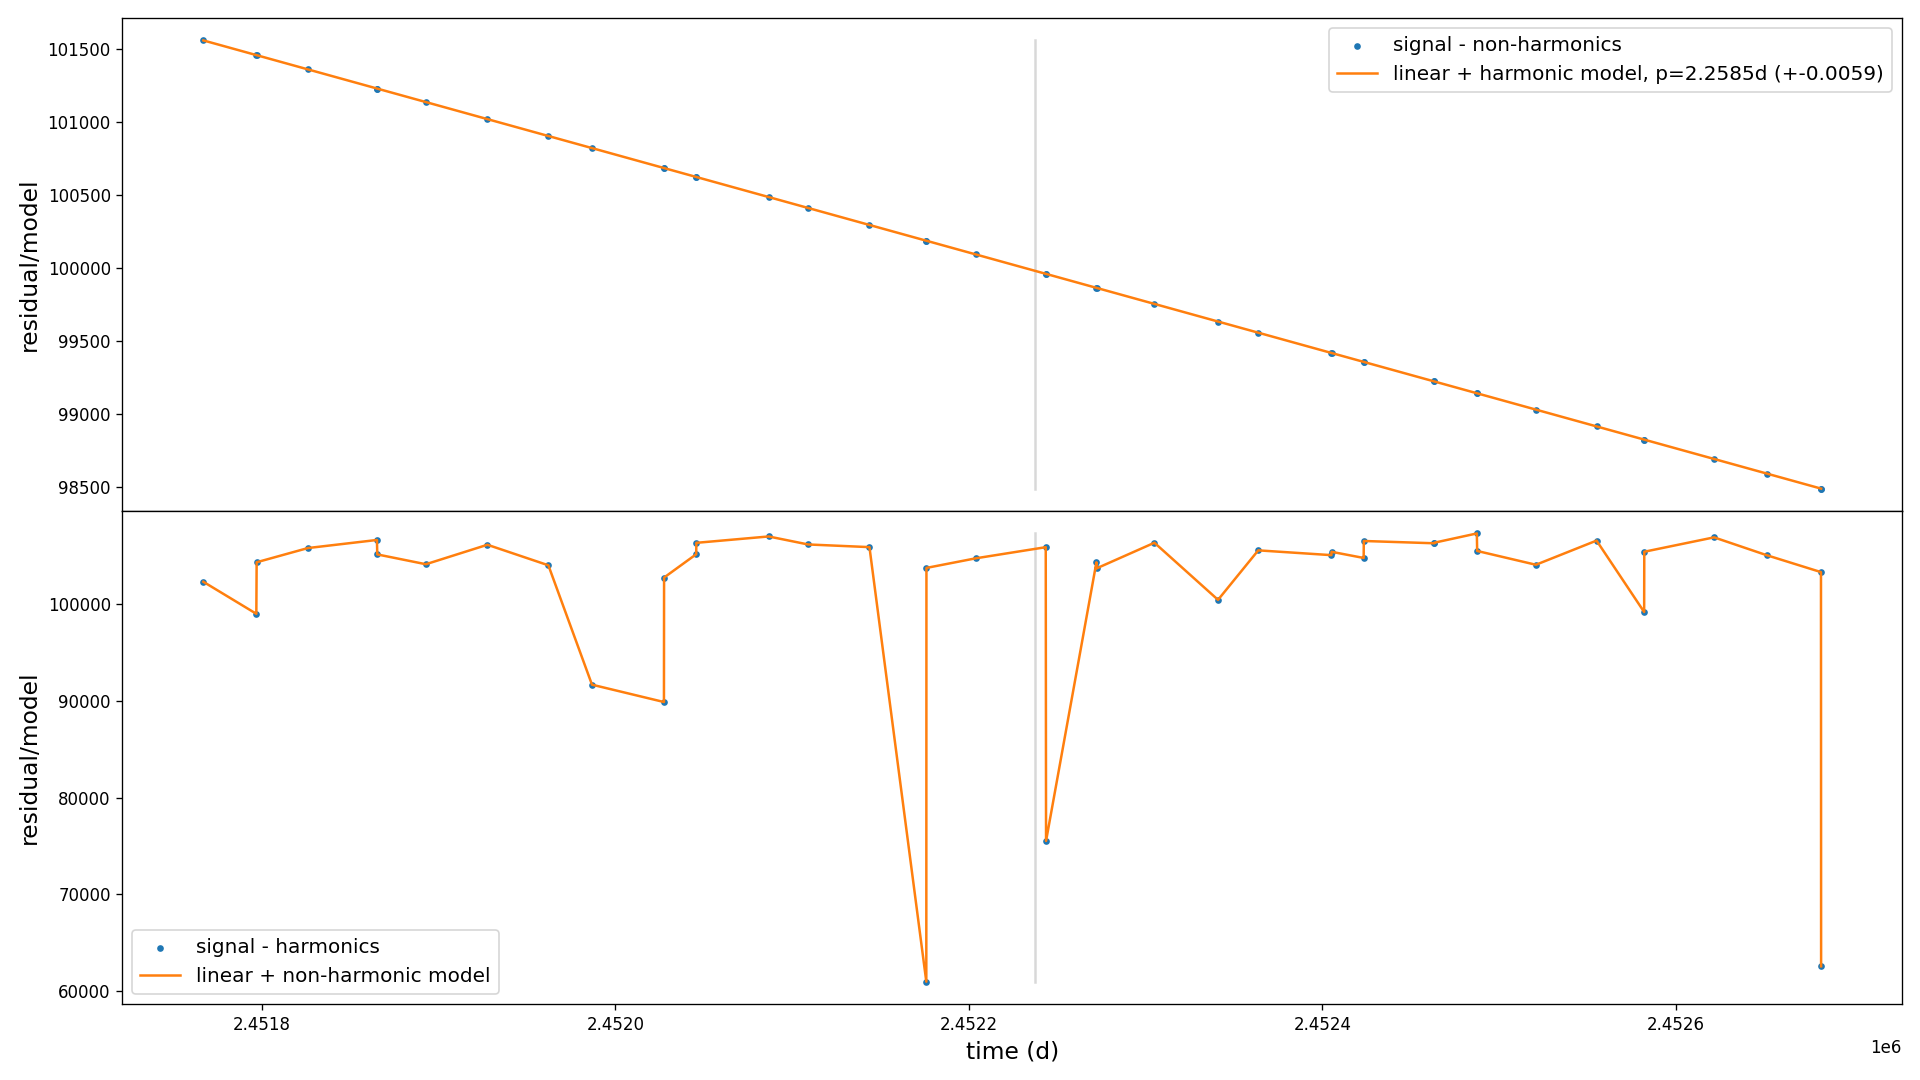 101500
101000
100500
100000
99500
99000
98500
residual/model
signal - non-harmonics
linear + harmonic model, p=2.2585d (+-0.0059)
100000
90000
80000
70000
60000
residual/model
signal - harmonics
linear + non-harmonic model
2.4518 2.4520 2.4522 2.4524 2.4526
1e6
time (d)